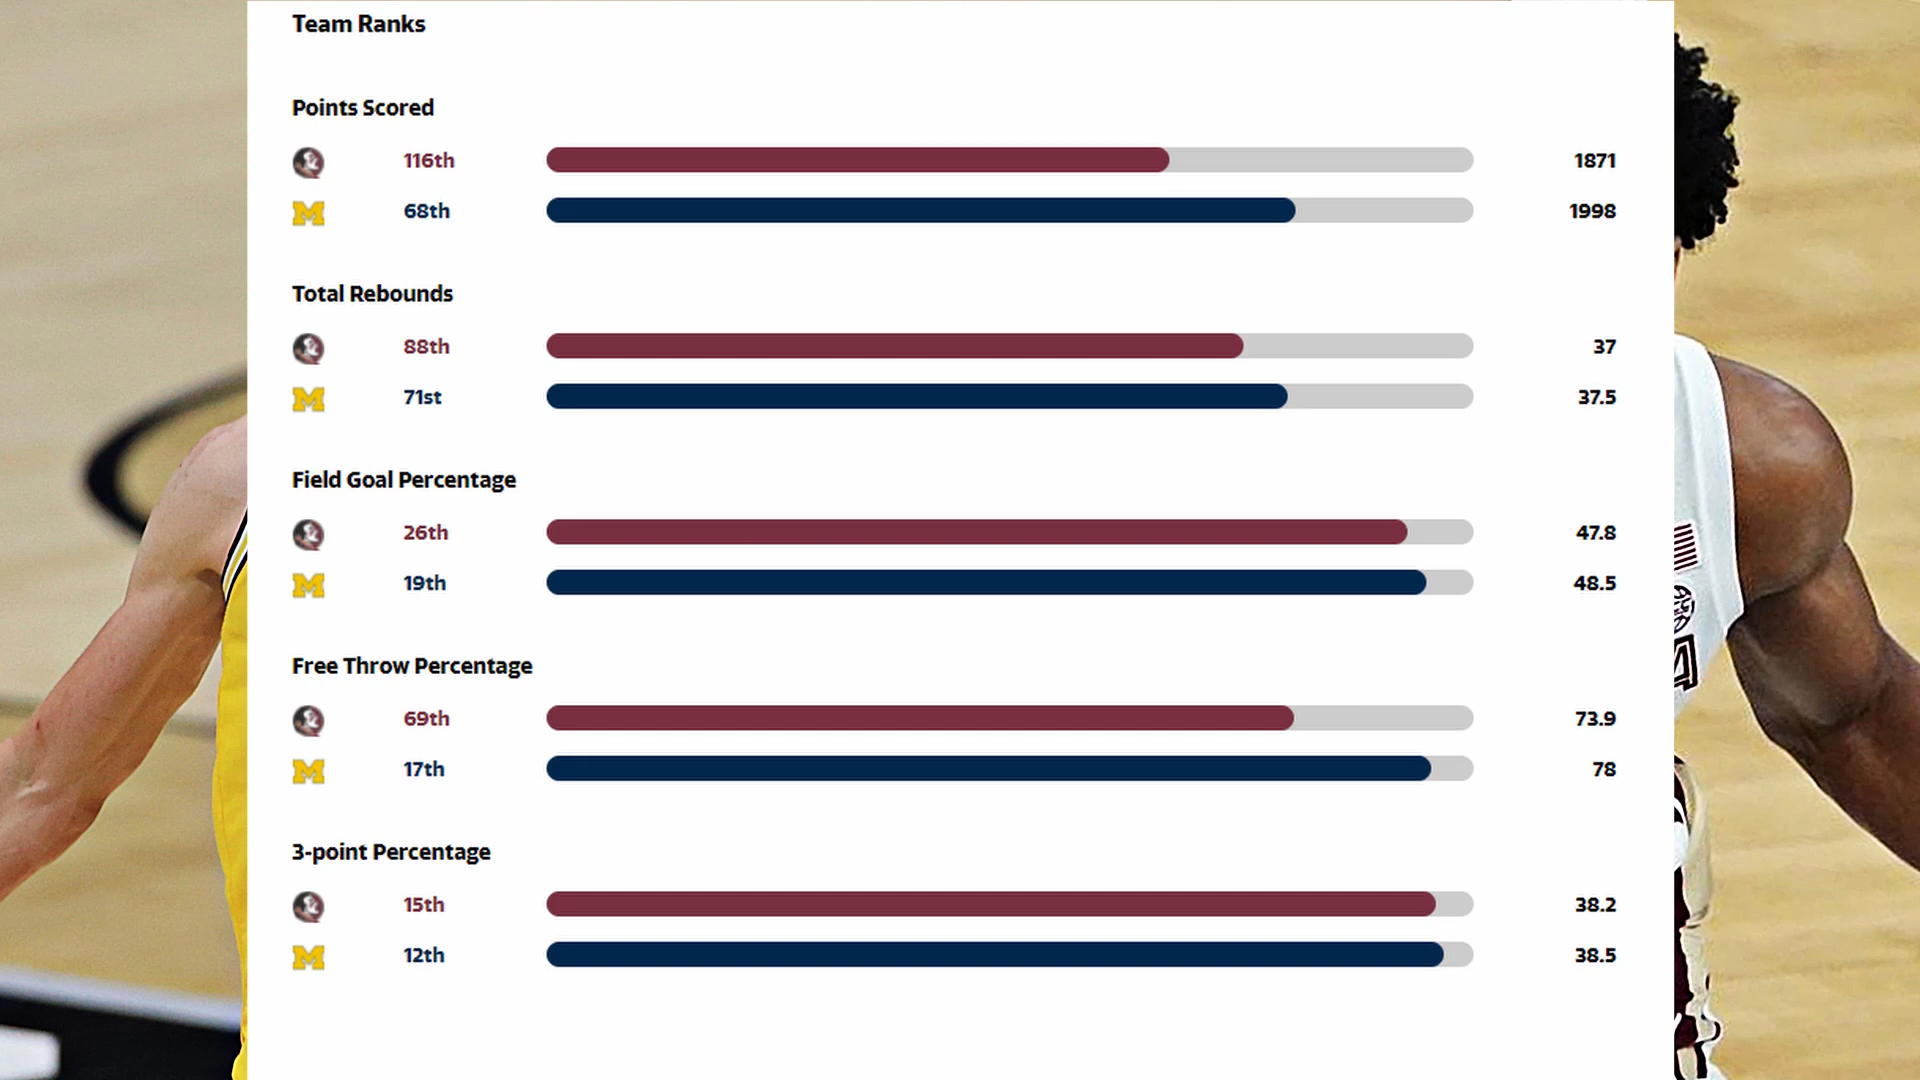 Team Ranks
Points Scored
116th 1871
M 68th 1998
Total Rebounds
88th 37
M 71st 37.5
Field Goal Percentage
26th 47.8
M 19th 48.5
Free Throw Percentage
69th 73.9
M 17th 78
3-point Percentage
15th 38.2
M 12th 38.5